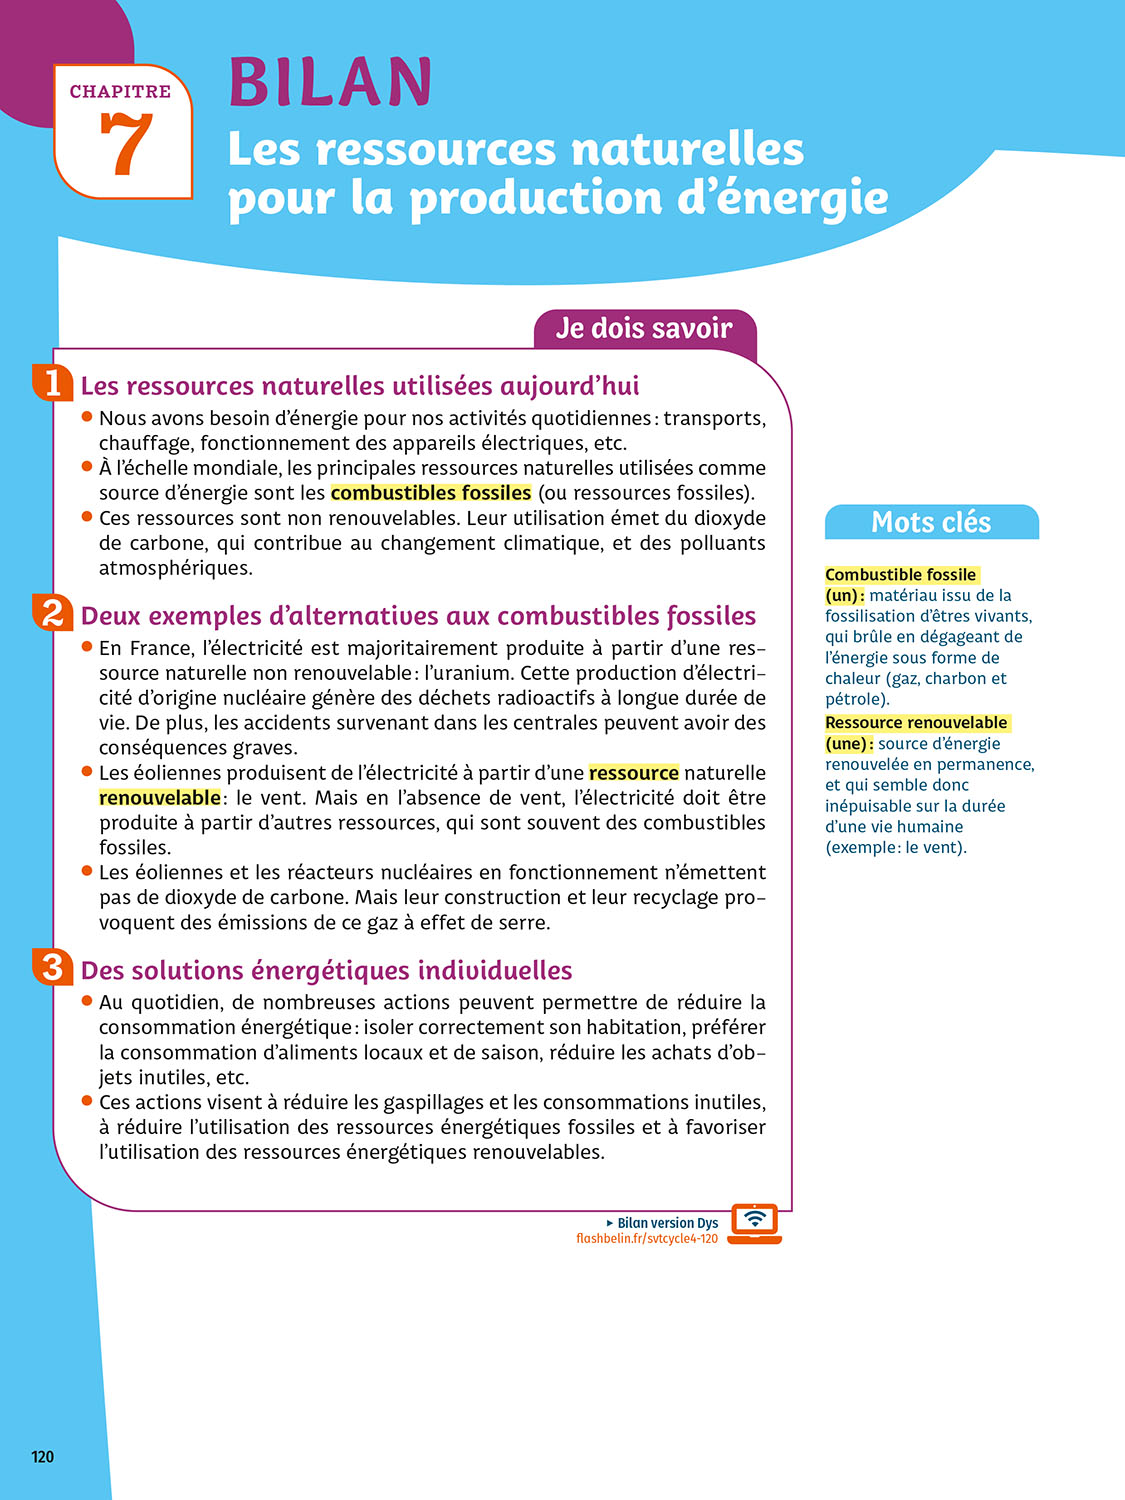 CHAPITRE
7
BILAN
Les ressources naturelles
pour la production d’énergie
Je dois savoir
1 Les ressources naturelles utilisées aujourd’hui
• Nous avons besoin d’énergie pour nos activités quotidiennes : transports,
chauffage, fonctionnement des appareils électriques, etc.
• À l’échelle mondiale, les principales ressources naturelles utilisées comme
source d’énergie sont les combustibles fossiles (ou ressources fossiles).
• Ces ressources sont non renouvelables. Leur utilisation émet du dioxyde
de carbone, qui contribue au changement climatique, et des polluants
atmosphériques.
2 Deux exemples d’alternatives aux combustibles fossiles
• En France, l’électricité est majoritairement produite à partir d’une res-
source naturelle non renouvelable : l’uranium. Cette production d’électri-
cité d’origine nucléaire génère des déchets radioactifs à longue durée de
vie. De plus, les accidents survenant dans les centrales peuvent avoir des
conséquences graves.
• Les éoliennes produisent de l’électricité à partir d’une ressource naturelle
renouvelable : le vent. Mais en l’absence de vent, l’électricité doit être
produite à partir d’autres ressources, qui sont souvent des combustibles
fossiles.
• Les éoliennes et les réacteurs nucléaires en fonctionnement n’émettent
pas de dioxyde de carbone. Mais leur construction et leur recyclage pro-
voquent des émissions de ce gaz à effet de serre.
3 Des solutions énergétiques individuelles
• Au quotidien, de nombreuses actions peuvent permettre de réduire la
consommation énergétique : isoler correctement son habitation, préférer
la consommation d’aliments locaux et de saison, réduire les achats d’ob-
jets inutiles, etc.
• Ces actions visent à réduire les gaspillages et les consommations inutiles,
à réduire l’utilisation des ressources énergétiques fossiles et à favoriser
l’utilisation des ressources énergétiques renouvelables.
▸ Bilan version Dys
flashbelin.fr/svtcycle4-120
Mots clés
Combustible fossile
(un) : matériau issu de la
fossilisation d’êtres vivants,
qui brûle en dégageant de
l’énergie sous forme de
chaleur (gaz, charbon et
pétrole).
Ressource renouvelable
(une) : source d’énergie
renouvelée en permanence,
et qui semble donc
inépuisable sur la durée
d’une vie humaine
(exemple : le vent).
120